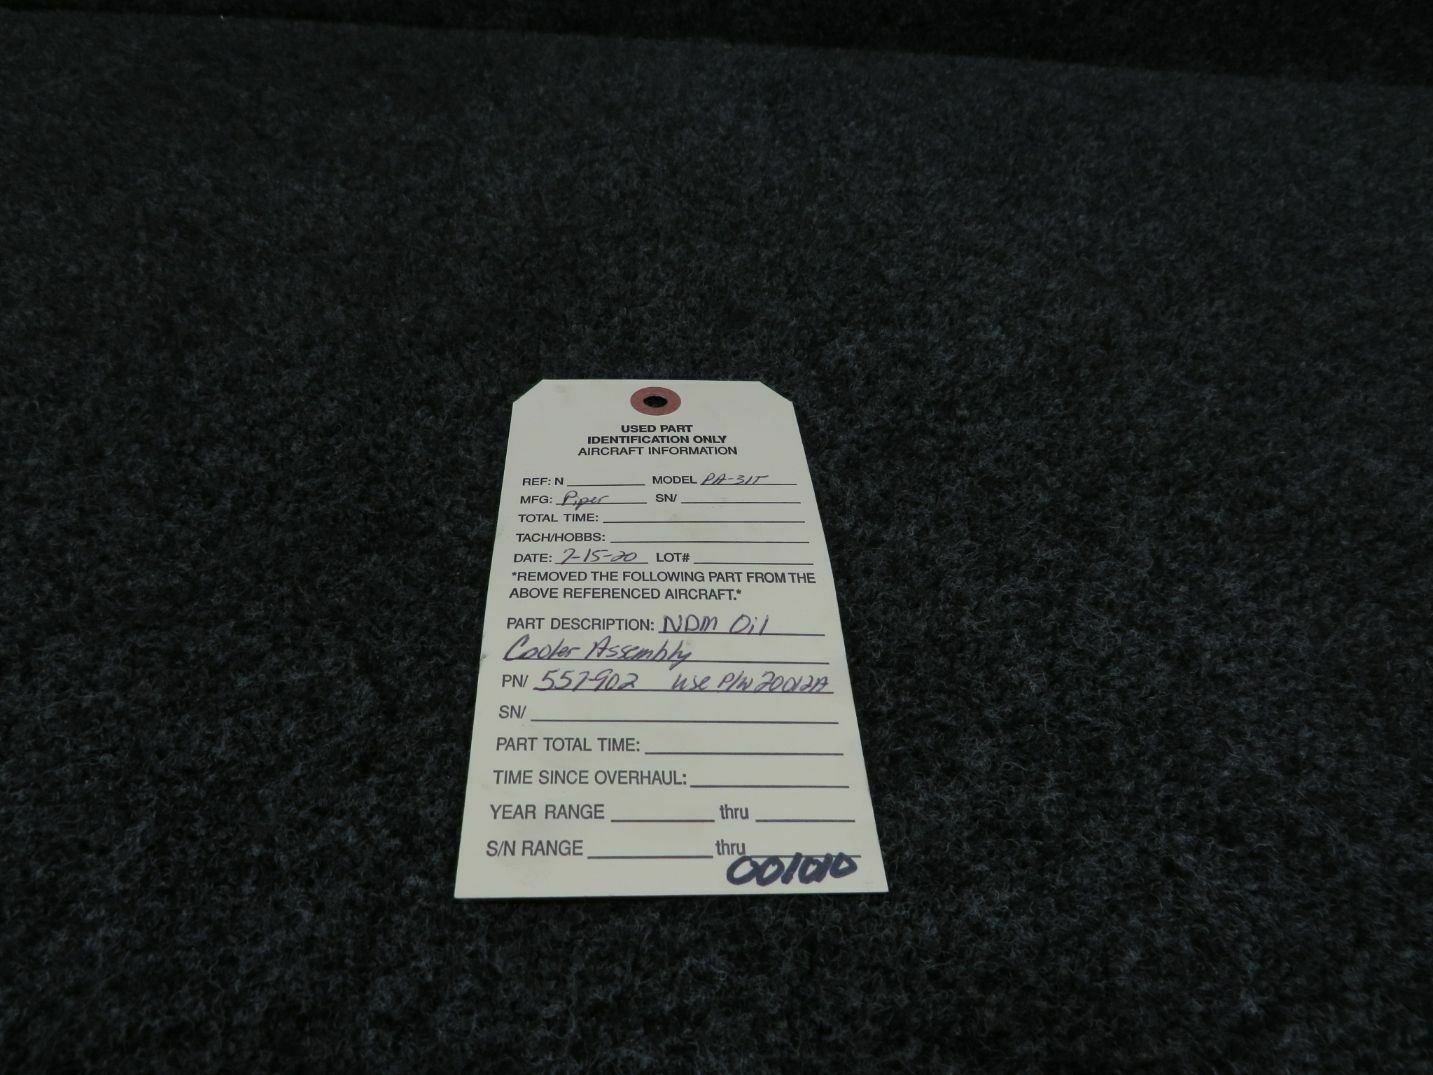 USED PART
IDENTIFICATION ONLY
AIRCRAFT INFORMATION
REF: N MODEL PA-31T
MFG: Piper SN/
TOTAL TIME:
TACH/HOBBS:
DATE: 7-15-20 LOT#
*REMOVED THE FOLLOWING PART FROM THE
ABOVE REFERENCED AIRCRAFT.*
PART DESCRIPTION: NDM Oil
Cooler Assembly
PN/ 557-902 use P/N 20012A
SN/
PART TOTAL TIME:
TIME SINCE OVERHAUL:
YEAR RANGE thru
S/N RANGE thru
001010